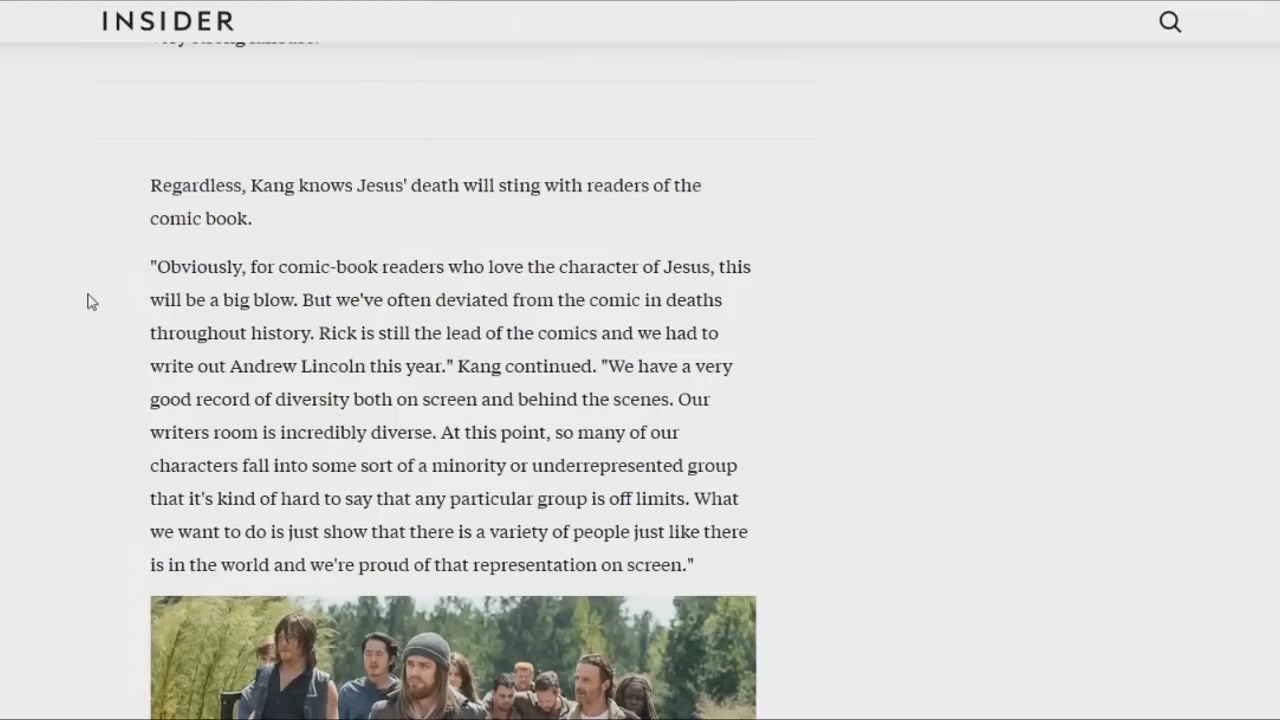 INSIDER
Regardless, Kang knows Jesus' death will sting with readers of the
comic book.
"Obviously, for comic-book readers who love the character of Jesus, this
will be a big blow. But we've often deviated from the comic in deaths
throughout history. Rick is still the lead of the comics and we had to
write out Andrew Lincoln this year." Kang continued. "We have a very
good record of diversity both on screen and behind the scenes. Our
writers room is incredibly diverse. At this point, so many of our
characters fall into some sort of a minority or underrepresented group
that it's kind of hard to say that any particular group is off limits. What
we want to do is just show that there is a variety of people just like there
is in the world and we're proud of that representation on screen."